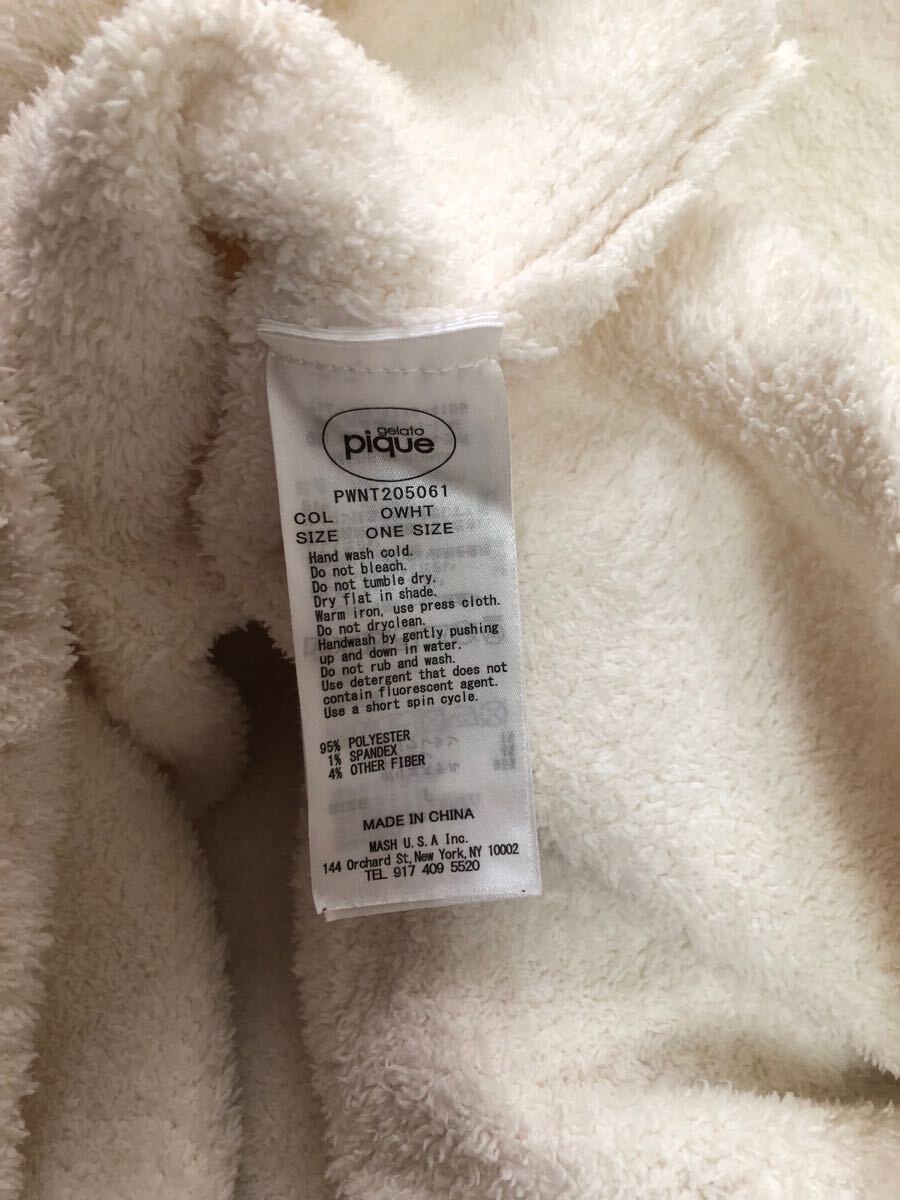 gelato
pique
PWNT205061
COL OWHT
SIZE ONE SIZE
Hand wash cold.
Do not bleach.
Do not tumble dry.
Dry flat in shade.
Warm iron, use press cloth.
Do not dryclean.
Handwash by gently pushing
up and down in water.
Do not rub and wash.
Use detergent that does not
contain fluorescent agent.
Use a short spin cycle.
95% POLYESTER
1% SPANDEX
4% OTHER FIBER
MADE IN CHINA
MASH U.S.A Inc.
144 Orchard St, New York, NY 10002
TEL 917 409 5520